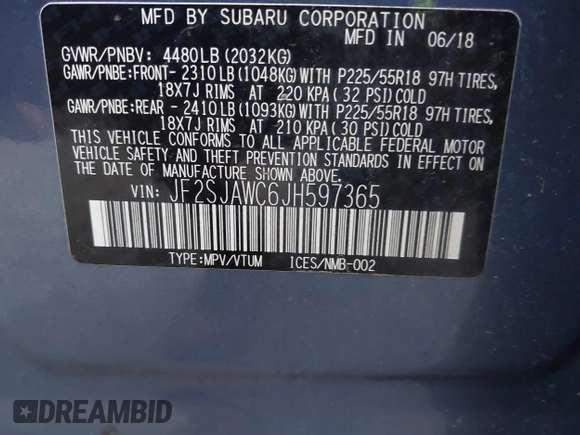 MFD BY SUBARU CORPORATION
MFD IN 06/18
GVWR/PNBV: 4480LB(2032KG)
GAWR/PNBE:FRONT- 2310LB(1048KG)WITH P225/55R18 97H TIRES,
18X7J RIMS AT 220 KPA(32 PSI)COLD
GAWR/PNBE:REAR - 2410LB(1093KG)WITH P225/55R18 97H TIRES,
18X7J RIMS AT 210 KPA(30 PSI)COLD
THIS VEHICLE CONFORMS TO ALL APPLICABLE FEDERAL MOTOR
VEHICLE SAFETY AND THEFT PREVENTION STANDARDS IN EFFECT ON
THE DATE OF MANUFACTURE SHOWN ABOVE.
VIN: JF2SJAWC6JH597365
TYPE:MPV/VTUM ICES/NMB-002
DREAMBID